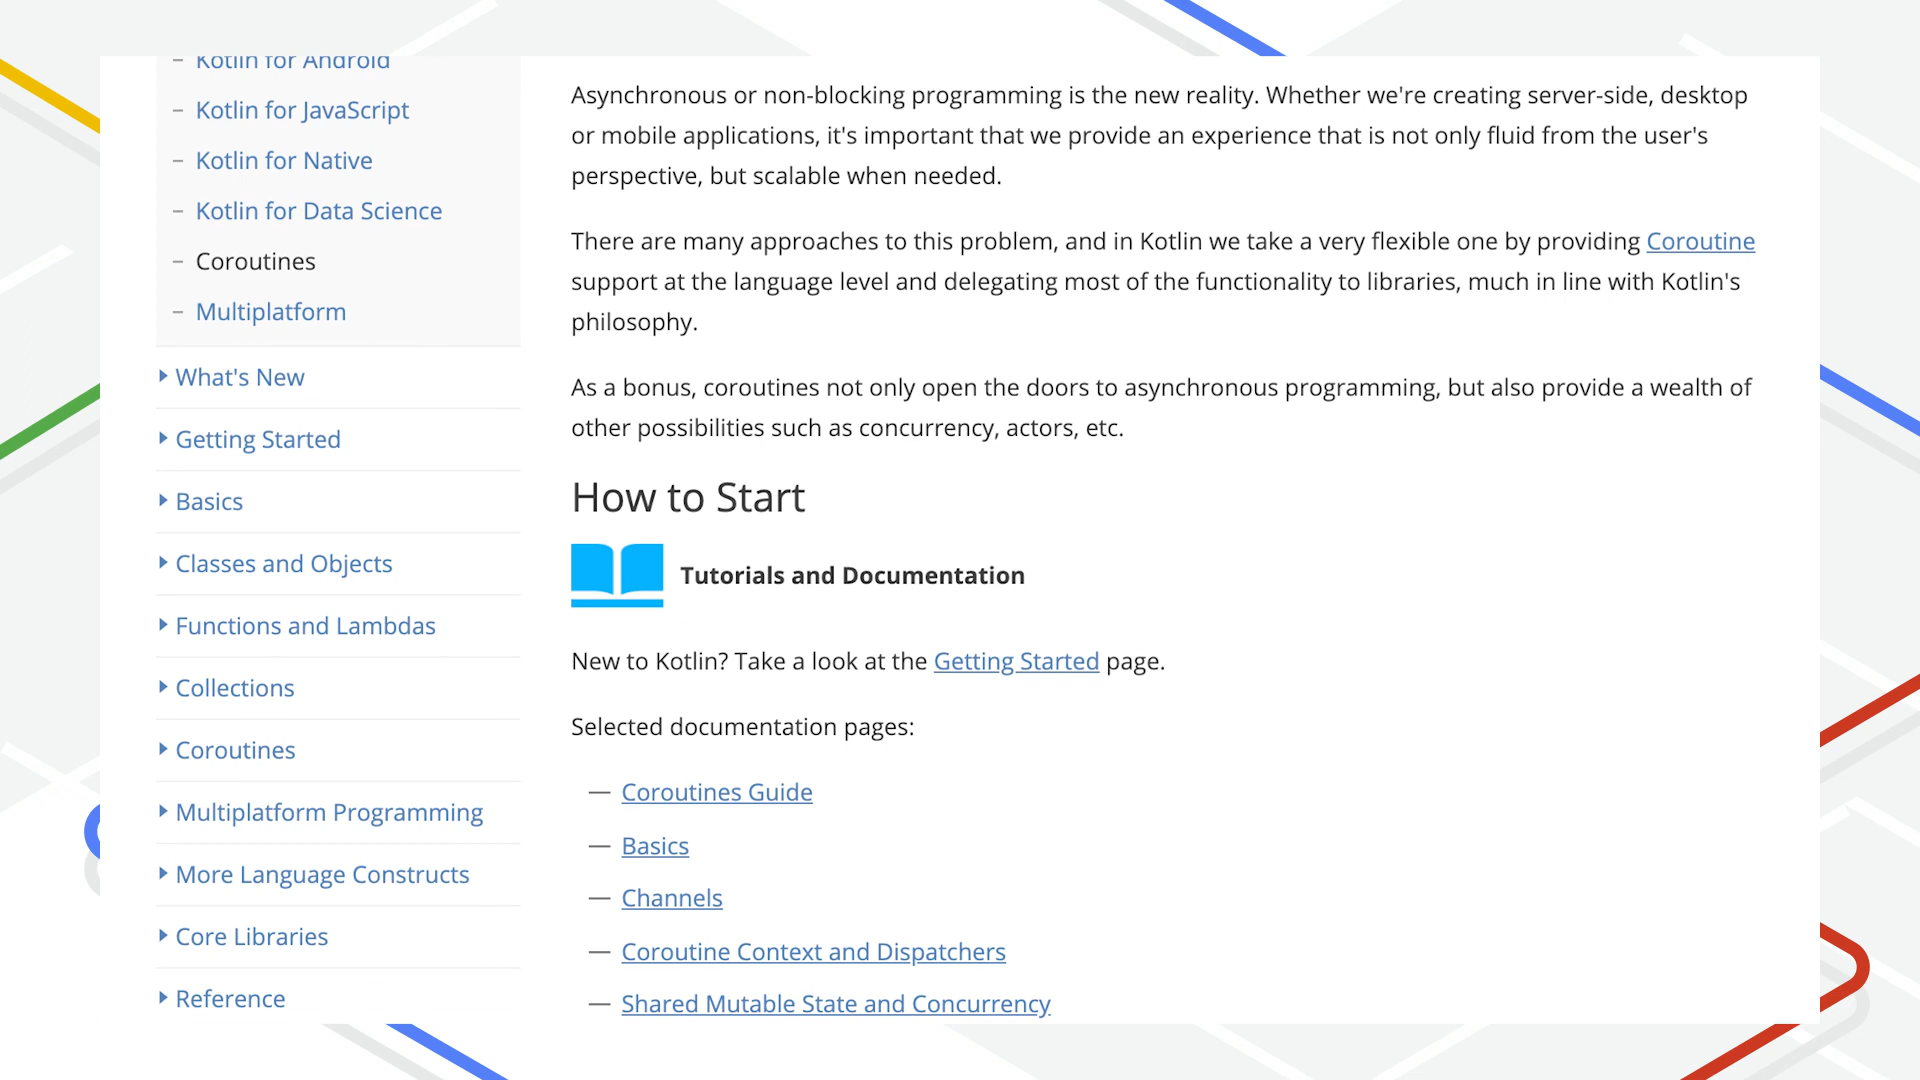 – Kotlin for Android
– Kotlin for JavaScript
– Kotlin for Native
– Kotlin for Data Science
– Coroutines
– Multiplatform
What's New
Getting Started
Basics
Classes and Objects
Functions and Lambdas
Collections
Coroutines
Multiplatform Programming
More Language Constructs
Core Libraries
Reference
Asynchronous or non-blocking programming is the new reality. Whether we're creating server-side, desktop
or mobile applications, it's important that we provide an experience that is not only fluid from the user's
perspective, but scalable when needed.
There are many approaches to this problem, and in Kotlin we take a very flexible one by providing Coroutine
support at the language level and delegating most of the functionality to libraries, much in line with Kotlin's
philosophy.
As a bonus, coroutines not only open the doors to asynchronous programming, but also provide a wealth of
other possibilities such as concurrency, actors, etc.
How to Start
Tutorials and Documentation
New to Kotlin? Take a look at the Getting Started page.
Selected documentation pages:
— Coroutines Guide
— Basics
— Channels
— Coroutine Context and Dispatchers
— Shared Mutable State and Concurrency